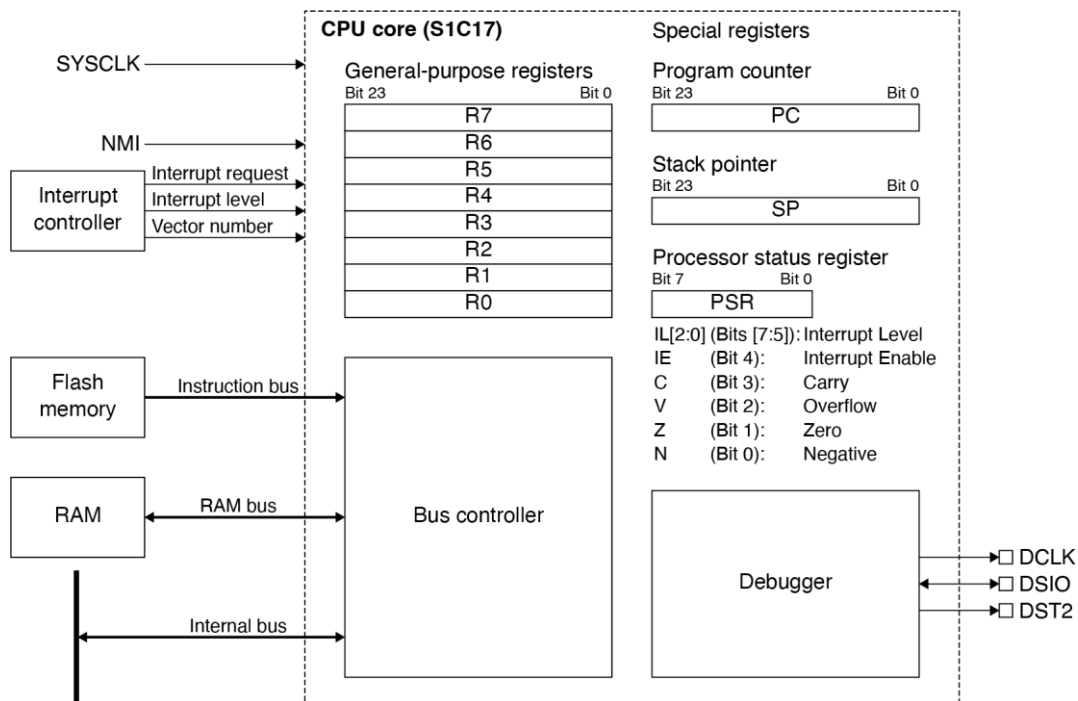 CPU core (S1C17)
Special registers
SYSCLK
General-purpose registers
Program counter
Bit 23 Bit 0
Bit 23 Bit 0
R7
PC
NMI
R6
Interrupt controller
Interrupt request
R5
Stack pointer
Interrupt level
R4
Bit 23 Bit 0
Vector number
R3
SP
R2
R1
Processor status register
R0
Bit 7 Bit 0
PSR
IL[2:0] (Bits [7:5]): Interrupt Level
IE (Bit 4): Interrupt Enable
C (Bit 3): Carry
V (Bit 2): Overflow
Z (Bit 1): Zero
N (Bit 0): Negative
Flash
memory
Instruction bus
RAM
RAM bus
Bus controller
Debugger
DCLK
DSIO
DST2
Internal bus